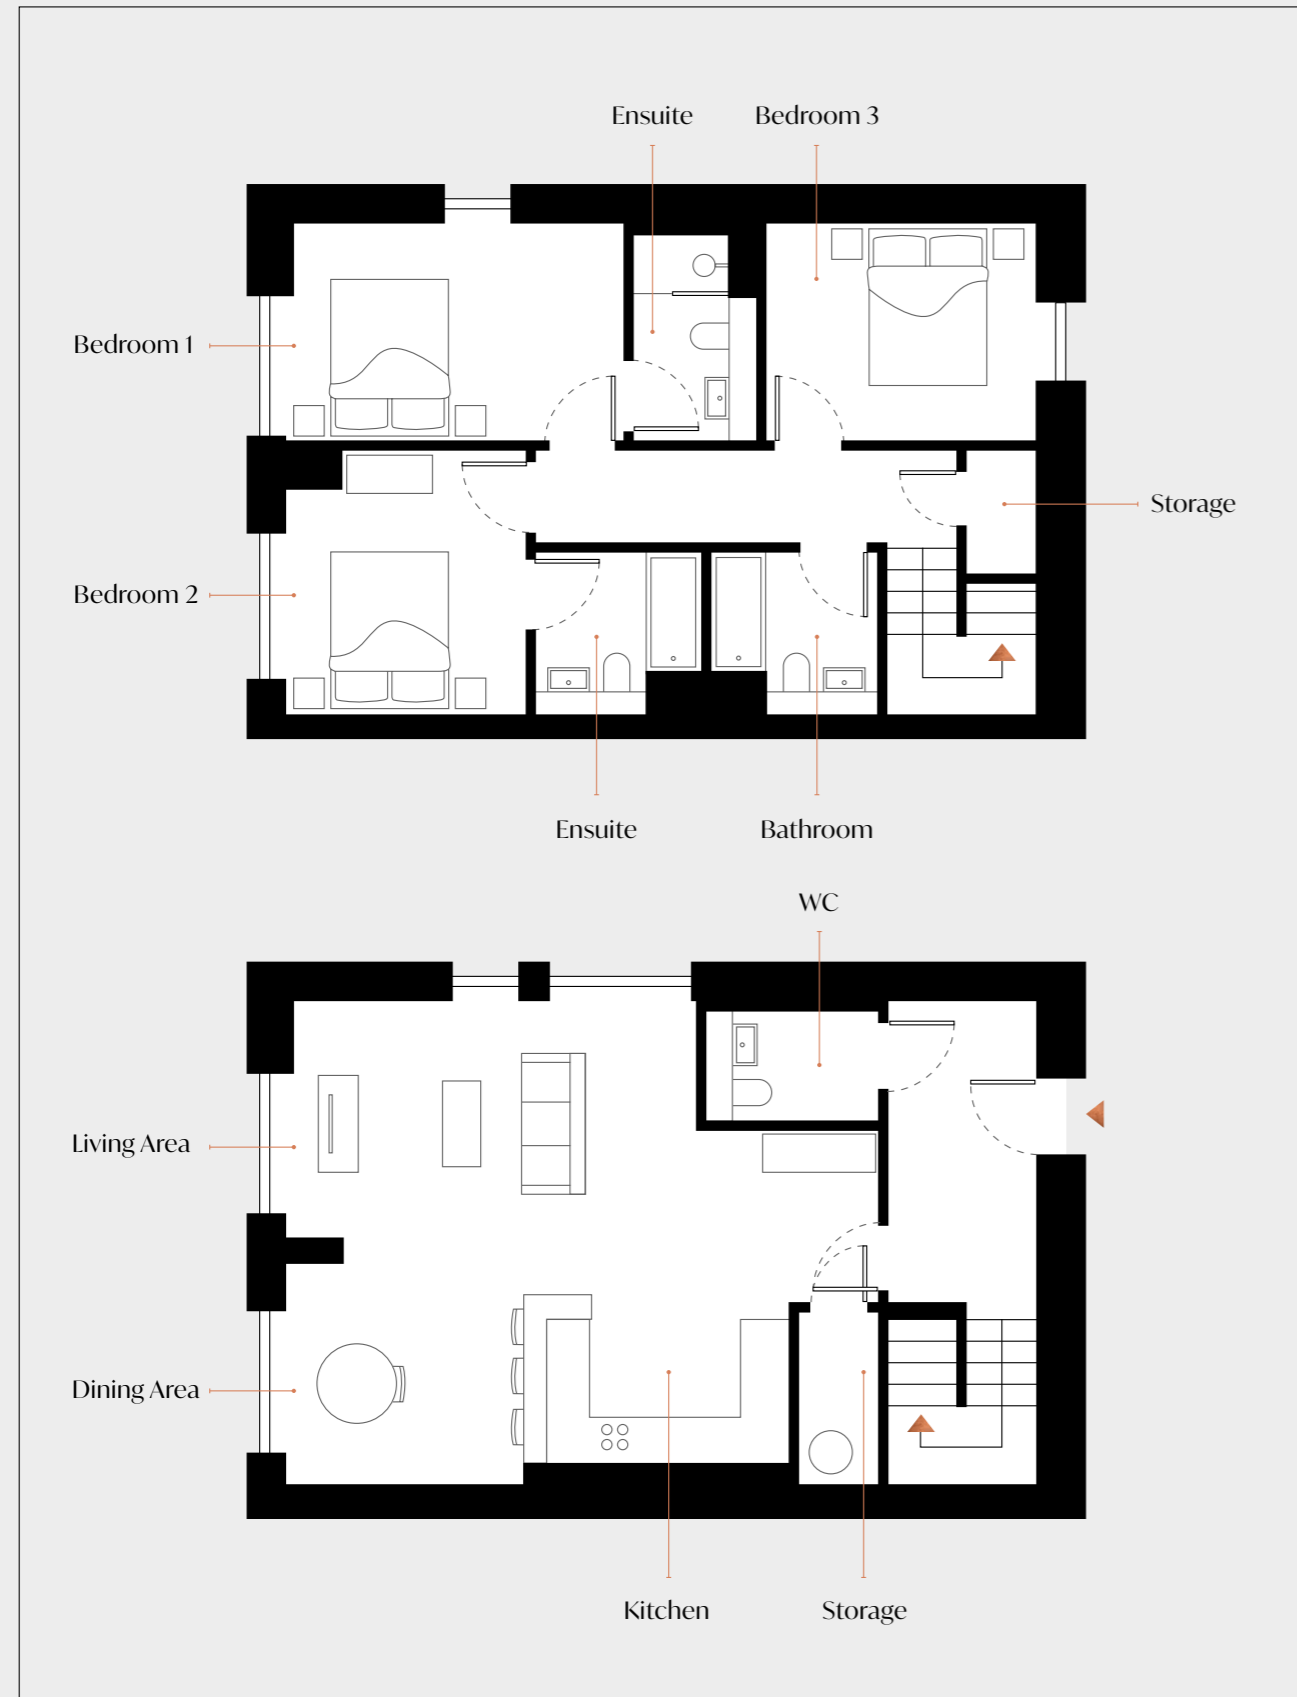 Ensuite
Bedroom 3
Bedroom 1
Storage
Bedroom 2
Ensuite
Bathroom
WC
Living Area
Dining Area
Kitchen
Storage